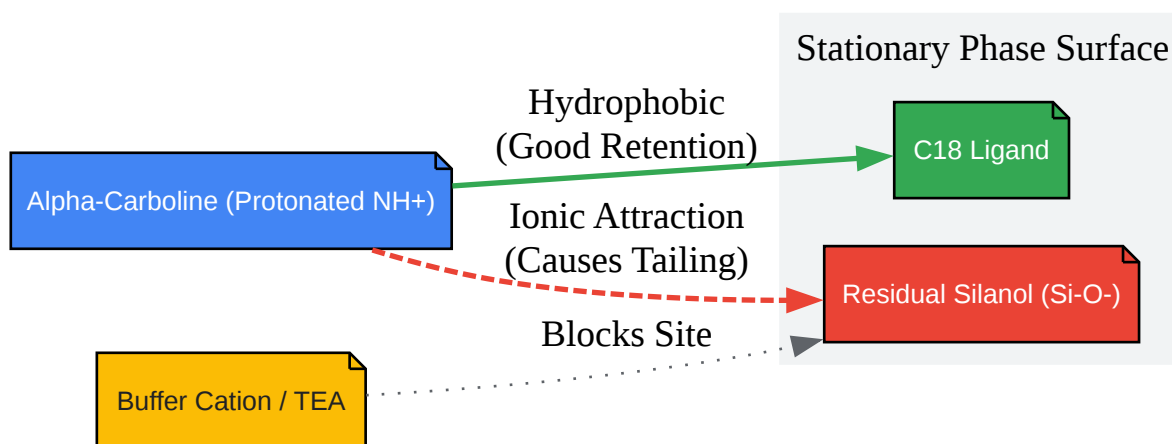 Stationary Phase Surface
Hydrophobic
(Good Retention)
C18 Ligand
Alpha-Carboline (Protonated NH+)
Ionic Attraction
(Causes Tailing)
Residual Silanol (Si-O-)
Blocks Site
Buffer Cation / TEA